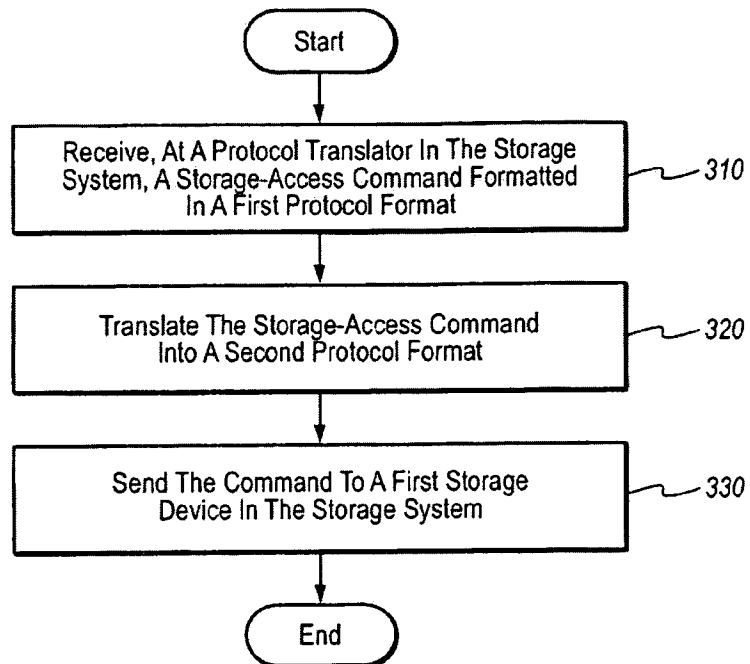 Start
Receive, At A Protocol Translator In The Storage
System, A Storage-Access Command Formatted
In A First Protocol Format
310
Translate The Storage-Access Command
Into A Second Protocol Format
320
Send The Command To A First Storage
Device In The Storage System
330
End